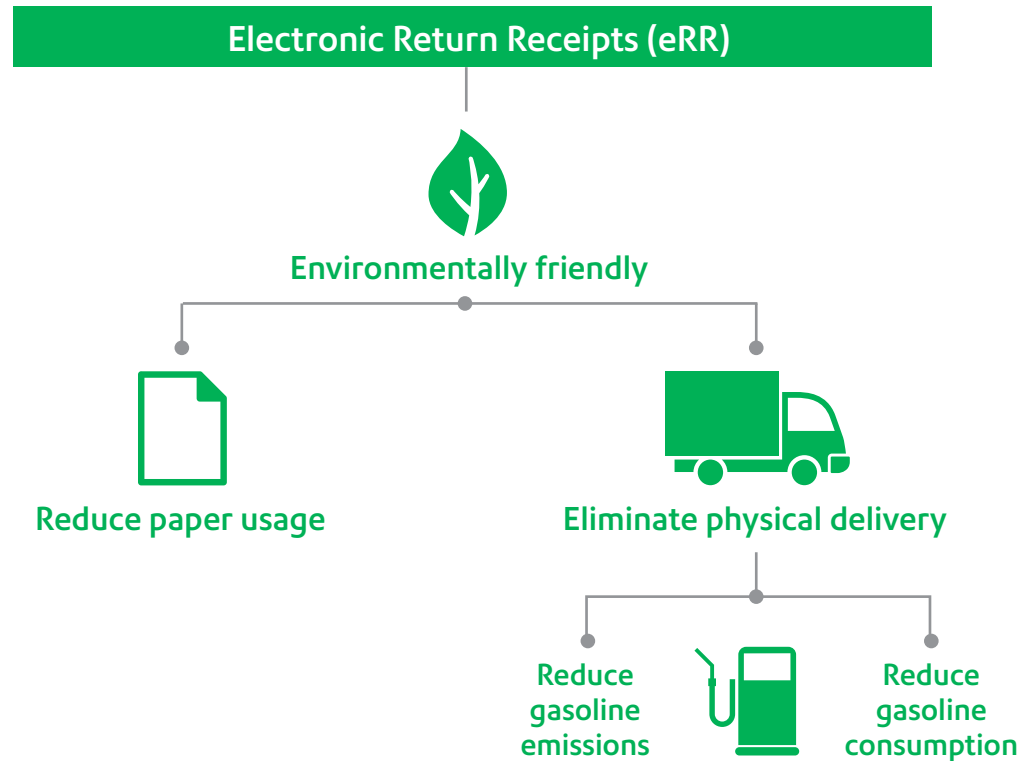 Electronic Return Receipts (eRR)
Environmentally friendly
Reduce paper usage
Eliminate physical delivery
Reduce
gasoline
emissions
Reduce
gasoline
consumption